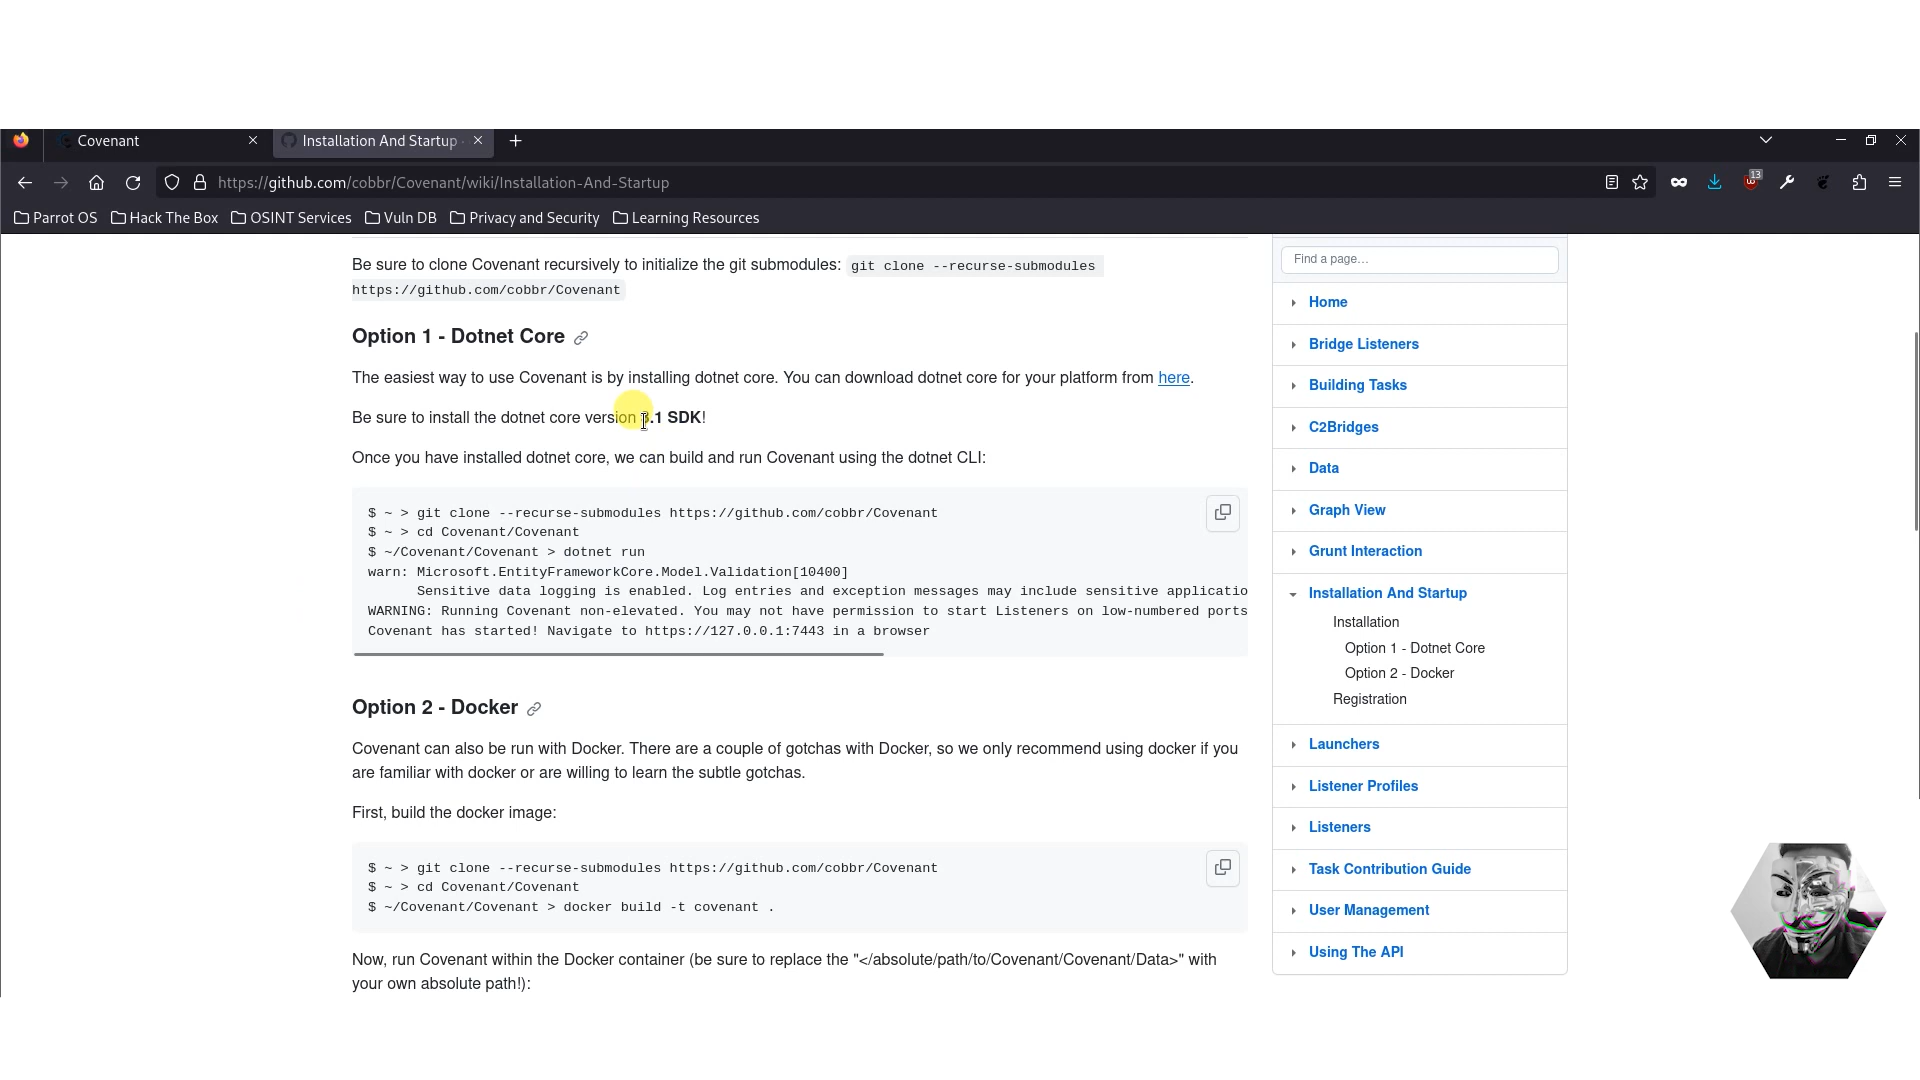 Covenant
Installation And Startup ·
https://github.com/cobbr/Covenant/wiki/Installation-And-Startup
13
Parrot OS
Hack The Box
OSINT Services
Vuln DB
Privacy and Security
Learning Resources
Be sure to clone Covenant recursively to initialize the git submodules: git clone --recurse-submodules
https://github.com/cobbr/Covenant
Option 1 - Dotnet Core
The easiest way to use Covenant is by installing dotnet core. You can download dotnet core for your platform from here.
Be sure to install the dotnet core version 3.1 SDK!
Once you have installed dotnet core, we can build and run Covenant using the dotnet CLI:
$ ~ > git clone --recurse-submodules https://github.com/cobbr/Covenant
$ ~ > cd Covenant/Covenant
$ ~/Covenant/Covenant > dotnet run
warn: Microsoft.EntityFrameworkCore.Model.Validation[10400]
Sensitive data logging is enabled. Log entries and exception messages may include sensitive applicatio
WARNING: Running Covenant non-elevated. You may not have permission to start Listeners on low-numbered ports
Covenant has started! Navigate to https://127.0.0.1:7443 in a browser
Option 2 - Docker
Covenant can also be run with Docker. There are a couple of gotchas with Docker, so we only recommend using docker if you
are familiar with docker or are willing to learn the subtle gotchas.
First, build the docker image:
$ ~ > git clone --recurse-submodules https://github.com/cobbr/Covenant
$ ~ > cd Covenant/Covenant
$ ~/Covenant/Covenant > docker build -t covenant .
Now, run Covenant within the Docker container (be sure to replace the "</absolute/path/to/Covenant/Covenant/Data>" with
your own absolute path!):
Find a page…
Home
Bridge Listeners
Building Tasks
C2Bridges
Data
Graph View
Grunt Interaction
Installation And Startup
Installation
Option 1 - Dotnet Core
Option 2 - Docker
Registration
Launchers
Listener Profiles
Listeners
Task Contribution Guide
User Management
Using The API